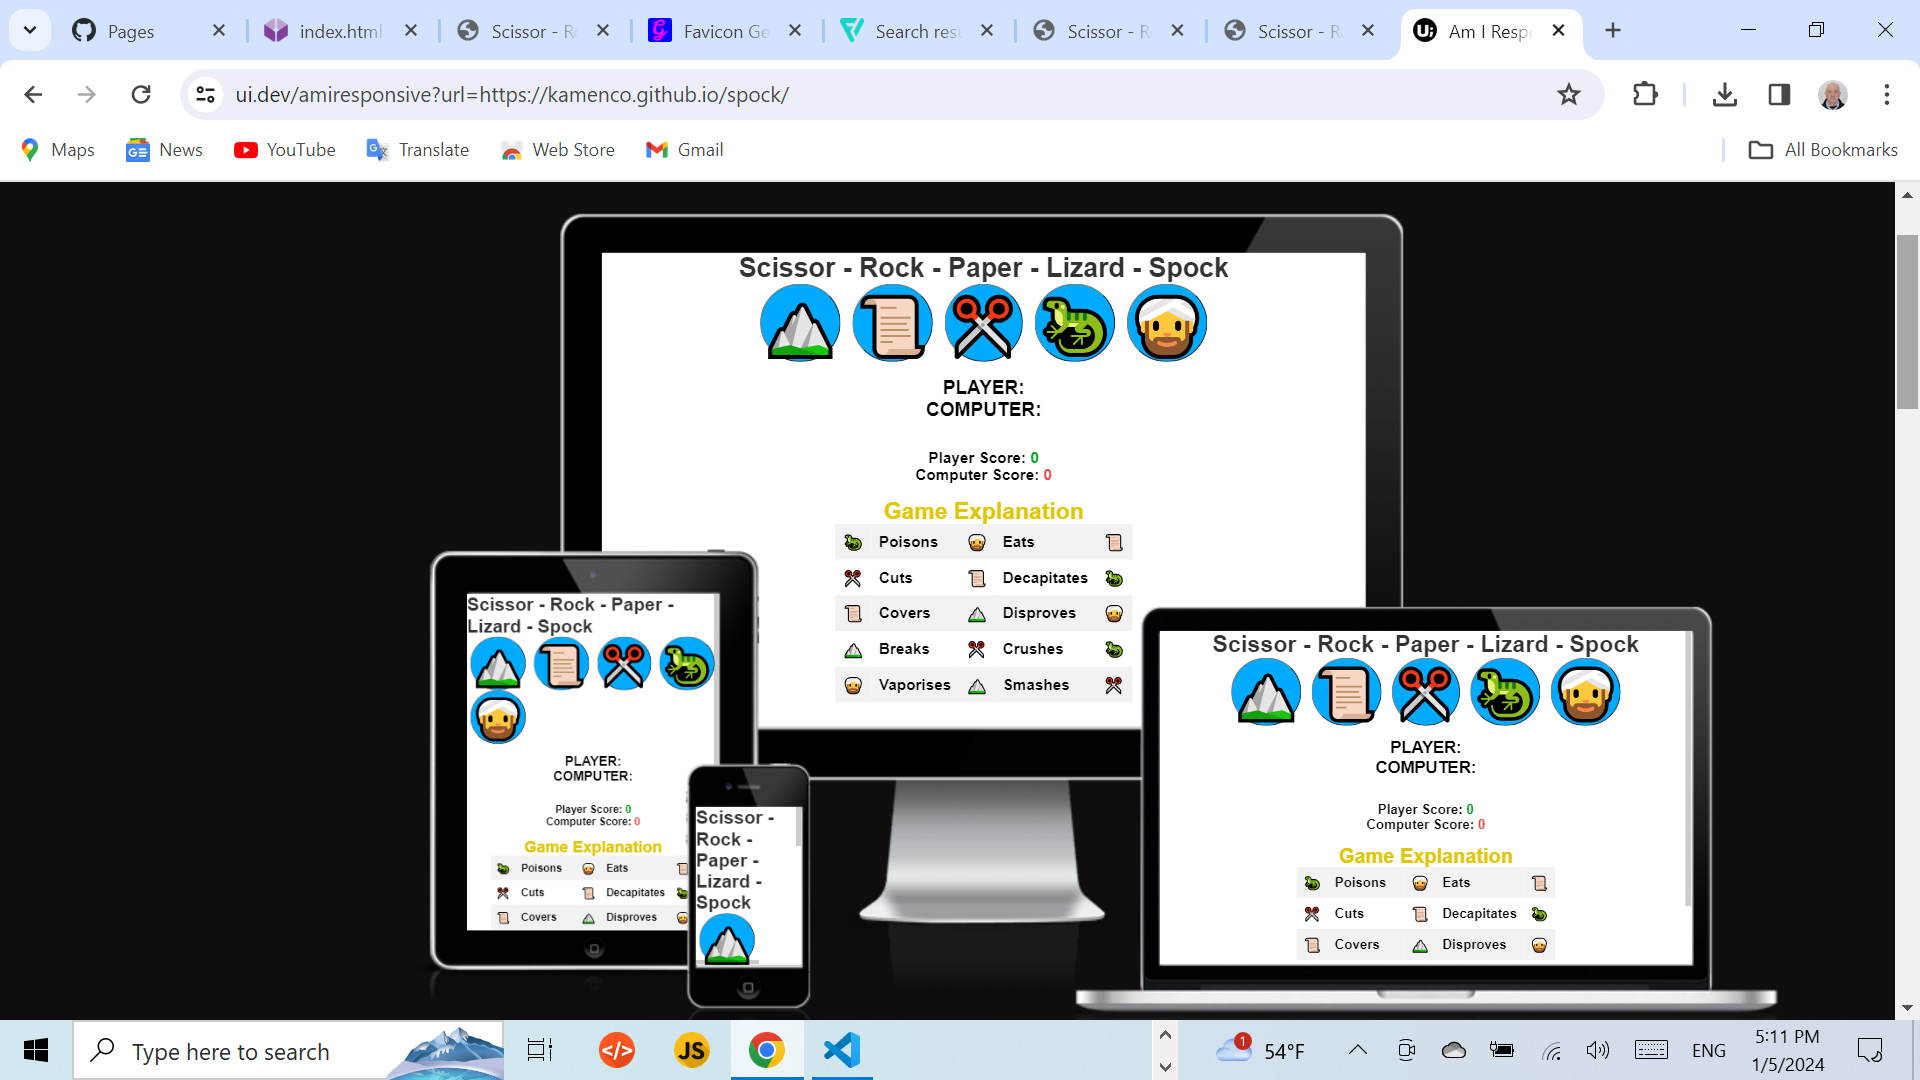 Pages
index.html
Scissor - Ro
Favicon Ge
Search resu
Scissor - R
Scissor - R
Am I Respo
ui.dev/amiresponsive?url=https://kamenco.github.io/spock/
Maps
News
YouTube
Translate
Web Store
Gmail
All Bookmarks
Scissor - Rock - Paper - Lizard - Spock
PLAYER:
COMPUTER:
Player Score: 0
Computer Score: 0
Game Explanation
Poisons Eats
Cuts Decapitates
Covers Disproves
Breaks Crushes
Vaporises Smashes
Scissor - Rock - Paper -
Lizard - Spock
PLAYER:
COMPUTER:
Player Score: 0
Computer Score: 0
Game Explanation
Poisons Eats
Cuts Decapitates
Covers Disproves
Scissor -
Rock -
Paper -
Lizard -
Spock
Scissor - Rock - Paper - Lizard - Spock
PLAYER:
COMPUTER:
Player Score: 0
Computer Score: 0
Game Explanation
Poisons Eats
Cuts Decapitates
Covers Disproves
Type here to search
</>
JS
1
54°F
ENG
5:11 PM
1/5/2024